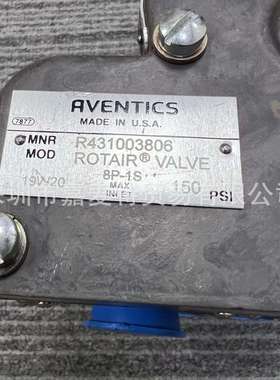 AVENTICS
MADE IN U.S.A.
7877
MNR R431003806
MOD ROTAIR® VALVE
8P-1S
19W20 MAX INLET 150 PSI